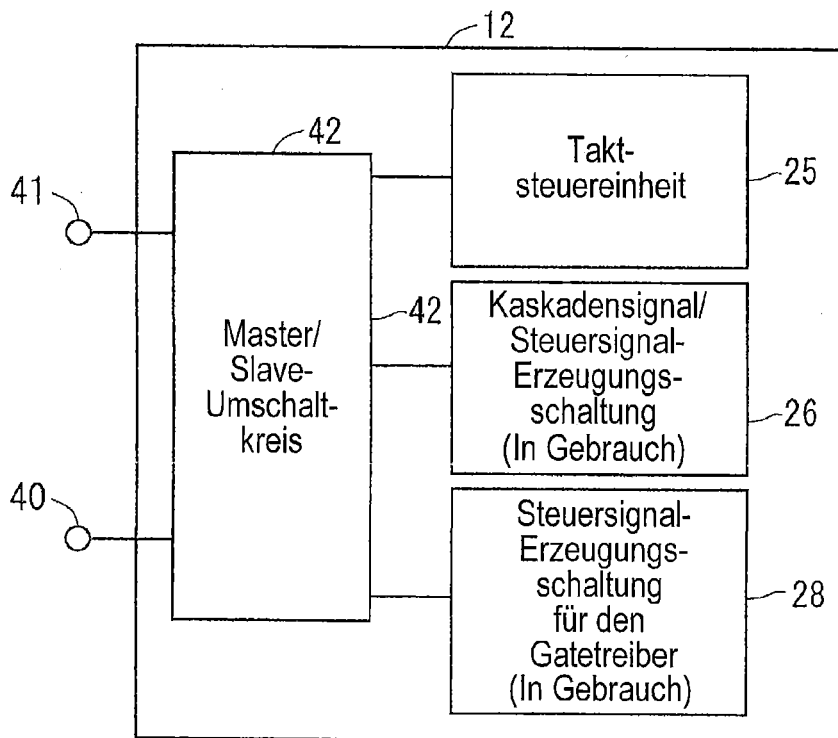 12
42
Takt-
steuereinheit
25
41
42
Kaskadensignal/
Steuersignal-
Erzeugungs-
schaltung
(In Gebrauch)
26
Master/
Slave-
Umschalt-
kreis
40
Steuersignal-
Erzeugungs-
schaltung
für den
Gatetreiber
(In Gebrauch)
28